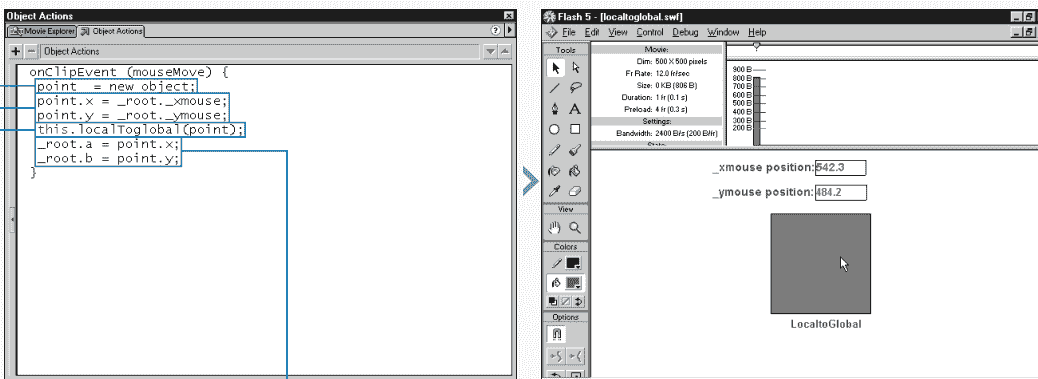 Object Actions
Movie Explorer Object Actions
Object Actions
onClipEvent (mouseMove) {
point = new object;
point.x = _root._xmouse;
point.y = _root._ymouse;
this.localToglobal(point);
_root.a = point.x;
_root.b = point.y;
}
Flash 5 - [localtoglobal.swf]
File Edit View Control Debug Window Help
Tools
View
Colors
Options
Movie:
Dim: 500 X 500 pixels
Fr Rate: 12.0 fr/sec
Size: 0 KB (806 B)
Duration: 1 fr (0.1 s)
Preload: 4 fr (0.3 s)
Settings:
Bandwidth: 2400 B/s (200 B/fr)
State:
900 B
800 B
700 B
600 B
500 B
400 B
300 B
200 B
_xmouse position: 542.3
_ymouse position: 484.2
LocaltoGlobal